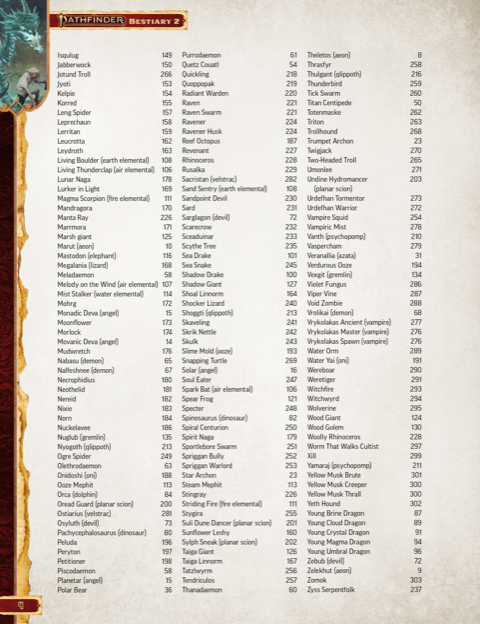 PATHFINDER BESTIARY 2
Isqulug 149
Jabberwock 150
Jotund Troll 266
Jyoti 153
Kelpie 154
Korred 155
Leng Spider 157
Leprechaun 158
Lerritan 159
Leucrotta 162
Leydroth 163
Living Boulder (earth elemental) 108
Living Thunderclap (air elemental) 106
Lunar Naga 178
Lurker in Light 169
Magma Scorpion (fire elemental) 111
Mandragora 170
Manta Ray 226
Marrmora 171
Marsh giant 125
Marut (aeon) 10
Mastodon (elephant) 116
Megalania (lizard) 168
Meladaemon 58
Melody on the Wind (air elemental) 107
Mist Stalker (water elemental) 114
Mohrg 172
Monadic Deva (angel) 15
Moonflower 173
Morlock 174
Movanic Deva (angel) 14
Mudwretch 176
Nabasu (demon) 65
Nalfeshnee (demon) 67
Necrophidius 180
Neothelid 181
Nereid 182
Nixie 183
Norn 184
Nuckelavee 186
Nuglub (gremlin) 135
Nyogoth (qlippoth) 213
Ogre Spider 249
Olethrodaemon 63
Onidoshi (oni) 188
Ooze Mephit 113
Orca (dolphin) 84
Dread Guard (planar scion) 200
Ostiarius (velstrac) 281
Osyluth (devil) 73
Pachycephalosaurus (dinosaur) 80
Peluda 196
Peryton 197
Petitioner 198
Piscodaemon 58
Planetar (angel) 15
Polar Bear 36
Purrodaemon 61
Quetz Couatl 54
Quickling 218
Quoppopak 219
Radiant Warden 220
Raven 221
Raven Swarm 221
Ravener 224
Ravener Husk 224
Reef Octopus 187
Revenant 227
Rhinoceros 228
Rusalka 229
Sacristan (velstrac) 282
Sand Sentry (earth elemental) 108
Sandpoint Devil 230
Sard 231
Sarglagon (devil) 72
Scarecrow 232
Sceaduinar 233
Scythe Tree 235
Sea Drake 101
Sea Snake 245
Shadow Drake 100
Shadow Giant 127
Shoal Linnorm 164
Shocker Lizard 240
Shoggti (qlippoth) 213
Skaveling 241
Skrik Nettle 242
Skulk 243
Slime Mold (ooze) 193
Snapping Turtle 269
Solar (angel) 16
Soul Eater 247
Spark Bat (air elemental) 106
Spear Frog 121
Specter 248
Spinosaurus (dinosaur) 82
Spiral Centurion 250
Spirit Naga 179
Sportlebore Swarm 251
Spriggan Bully 252
Spriggan Warlord 253
Star Archon 23
Steam Mephit 113
Stingray 226
Striding Fire (fire elemental) 111
Stygira 255
Suli Dune Dancer (planar scion) 201
Sunflower Leshy 160
Sylph Sneak (planar scion) 202
Taiga Giant 126
Taiga Linnorm 167
Tatzlwyrm 256
Tendriculos 257
Thanadaemon 60
Theletos (aeon) 8
Thrasfyr 258
Thulgant (qlippoth) 216
Thunderbird 259
Tick Swarm 260
Titan Centipede 50
Totenmaske 262
Triton 263
Trollhound 268
Trumpet Archon 23
Twigjack 270
Two-Headed Troll 265
Umonlee 271
Undine Hydromancer 203
(planar scion)
Urdefhan Tormentor 273
Urdefhan Warrior 272
Vampire Squid 254
Vampiric Mist 278
Vanth (psychopomp) 210
Vaspercham 279
Veranallia (azata) 31
Verdurous Ooze 194
Vexgit (gremlin) 134
Violet Fungus 286
Viper Vine 287
Void Zombie 288
Vrolikai (demon) 68
Vrykolakas Ancient (vampire) 277
Vrykolakas Master (vampire) 276
Vrykolakas Spawn (vampire) 276
Water Orm 289
Water Yai (oni) 191
Wereboar 290
Weretiger 291
Witchfire 293
Witchwyrd 294
Wolverine 295
Wood Giant 124
Wood Golem 130
Woolly Rhinoceros 228
Worm That Walks Cultist 297
Xill 299
Yamaraj (psychopomp) 211
Yellow Musk Brute 301
Yellow Musk Creeper 300
Yellow Musk Thrall 300
Yeth Hound 302
Young Brine Dragon 87
Young Cloud Dragon 89
Young Crystal Dragon 91
Young Magma Dragon 94
Young Umbral Dragon 96
Zebub (devil) 72
Zelekhut (aeon) 9
Zomok 303
Zyss Serpentfolk 237
4